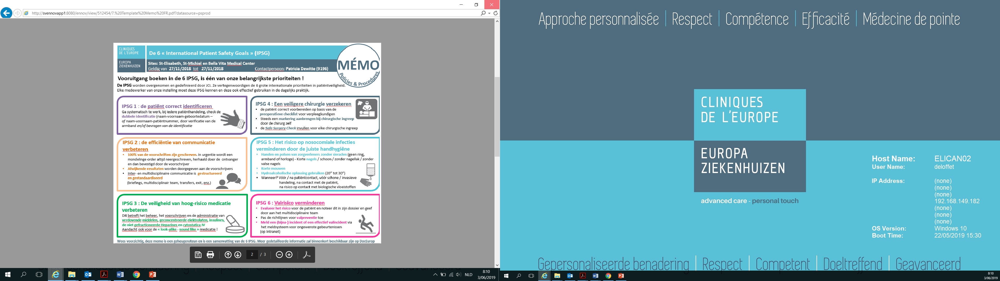 http://svennovapp1:8080/ennov/view/512454/7.%20Template%20Memo%20FR.pdf?datasource=psprod
CLINIQUES
DE L'EUROPE
EUROPA
ZIEKENHUIZEN
De 6 « International Patient Safety Goals » (IPSG)
Sites: St-Elisabeth, St-Michiel en Bella Vita Medical Center
Geldig van 27/11/2018 tot 27/11/2018 Contactpersoon: Patricia Dewitte (9196)
MÉMO
Policies & Procedures
Vooruitgang boeken in de 6 IPSG, is één van onze belangrijkste prioriteiten !
De IPSG worden overgenomen en gedefinieerd door JCI. Ze vertegenwoordigen de 6 grote internationale prioriteiten in patiëntveiligheid.
Elke medewerker van onze instelling moet deze IPSG kennen en deze ook effectief gebruiken in de dagelijks praktijk.
IPSG 1 : de patiënt correct identificeren
Ga systematisch te werk, bij iedere patiënthandeling, check de
dubbele identificatie (naam-voornaam-geboortedatum –
of naam-voornaam-patiëntnummer, door verificatie van de
armband en/of bevragen van de identificatie
IPSG 2 : de efficiëntie van communicatie
verbeteren
• 100% van de voorschriften zijn geschreven. In urgentie wordt een
mondelinge order altijd neergeschreven, herhaald door de ontvanger
en dan bevestigd door de voorschrijver
• Afwijkende resultaten worden doorgegeven aan de voorschrijvers
• Inter- en multidisciplinaire communicatie is gestructureerd
en gestandaardiseerd
(briefings, multidisciplinair team, transfers, exit, enz.)
IPSG 3 : De veiligheid van hoog-risico medicatie
verbeteren
Dit betreft het beheer, het voorschrijven en de administratie van
verdovende middelen, geconcentreerde elektrolyten, insulines,
de niet gefractioneerde Heparines en cytostatica IV
Aandacht ook voor de « look-alike - sound like » medicatie !
IPSG 4 : Een veiligere chirurgie verzekeren
• de patiënt correct voorbereiden op basis van de
preoperatieve checklist voor verpleegkundigen
• Steeds een markering aanbrengen bij chirurgische ingreep
door de chirurg zelf
• de Safe Surgery Check invullen voor elke chirurgische ingreep
IPSG 5 : Het risico op nosocomiale infecties
verminderen door de juiste handhygiëne
• Handen en polsen van zorgverleners zonder sieraden (geen ring,
armband of horloge) - Korte nagels / schoon / zonder nagellak / zonder
valse nagels
• Korte mouwen
• Hydroalcoholische oplossing gebruiken (20’’ tot 30’’)
• Wanneer? Vóór / na patiëntcontact, vóór schone / invasieve
handeling, na contact met de patiënt,
na risico op contact met biologische vloeistoffen
IPSG 6 : Valrisico verminderen
• Evalueer het risico voor de patiënt en noteer dit in zijn dossier en geef
door aan het multidisciplinaire team
• Pas de richtlijnen voor valpreventie toe
• Meld een (bijna-) incident of een effectief valincident via
het meldsysteem voor ongewenste gebeurtenissen
(op Intranet)
Wees voorzichtig, deze memo is een geheugensteun en is een samenvatting van de 6 IPSG. Meer gedetailleerde informatie zal binnenkort beschikbaar zijn op DocEurop
2 / 3
NLD
8:10
3/06/2019
Approche personnalisée | Respect | Compétence | Efficacité | Médecine de pointe
CLINIQUES
DE L'EUROPE
EUROPA
ZIEKENHUIZEN
advanced care - personal touch
Host Name: ELICAN02
User Name: deloffet
IP Address: (none)
(none)
(none)
192.168.149.182
(none)
(none)
(none)
OS Version: Windows 10
Boot Time: 22/05/2019 15:30
Gepersonaliseerde benadering | Respect | Competent | Doeltreffend | Geavanceerd
8:10
3/06/2019